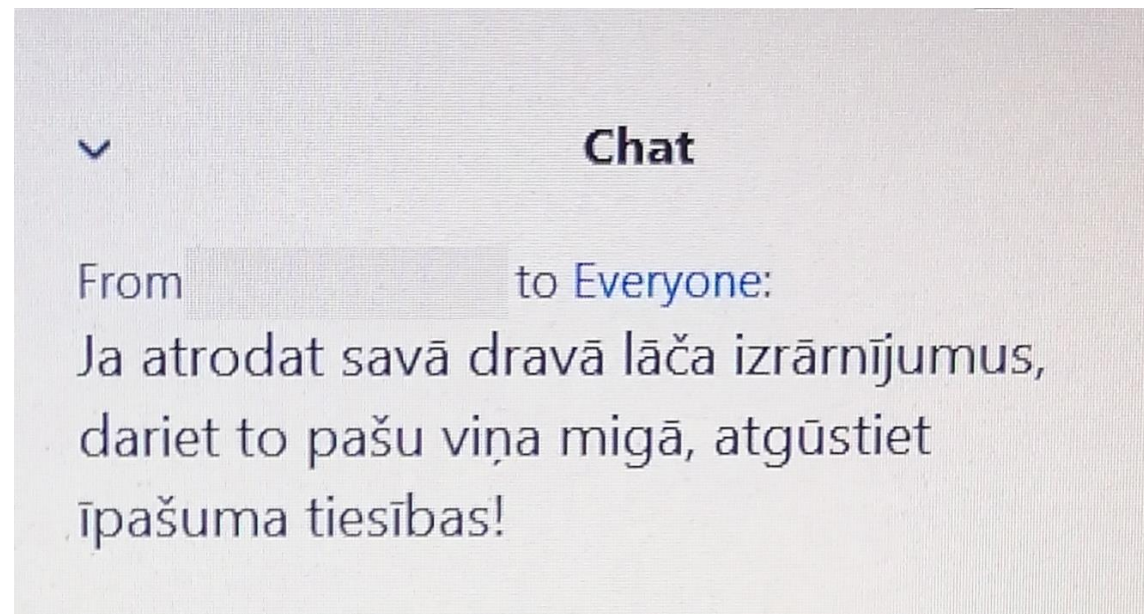 Chat
From to Everyone:
Ja atrodat savā dravā lāča izrārnījumus,
dariet to pašu viņa migā, atgūstiet
īpašuma tiesības!